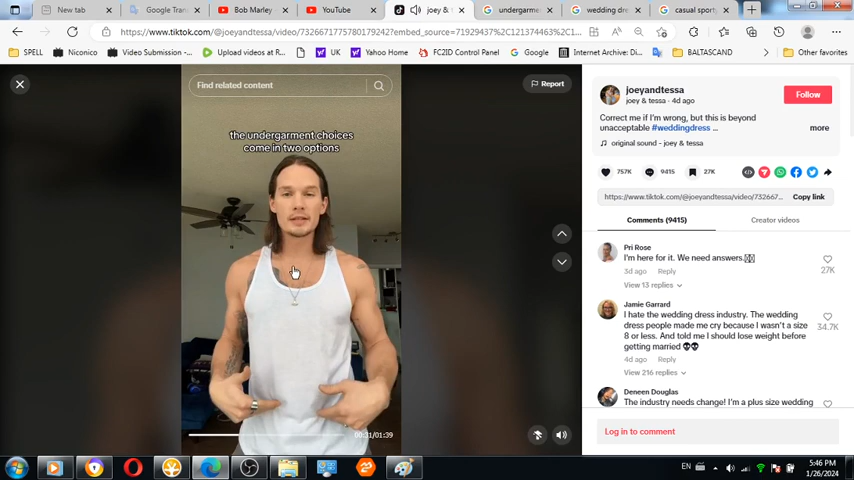 New tab
Google Tran
Bob Marley -
YouTube
joey & t
undergarme
wedding dre
casual sport
https://www.tiktok.com/@joeyandtessa/video/7326671775780179242?embed_source=71929437%2C121374463%2C1...
SPELL
Niconico
Video Submission -...
Upload videos at R...
UK
Yahoo Home
FC2ID Control Panel
Google
Internet Archive: Di...
BALTASCAND
Other favorites
Find related content
Report
the undergarment choices
come in two options
00:31/01:39
joeyandtessa
joey & tessa · 4d ago
Follow
Correct me if I'm wrong, but this is beyond
unacceptable #weddingdress ...
more
original sound - joey & tessa
757K
9415
27K
https://www.tiktok.com/@joeyandtessa/video/732667...
Copy link
Comments (9415)
Creator videos
Pri Rose
I'm here for it. We need answers.
27K
3d ago
Reply
View 13 replies
Jamie Garrard
I hate the wedding dress industry. The wedding
dress people made me cry because I wasn't a size
8 or less. And told me I should lose weight before
getting married 💀💀
34.7K
4d ago
Reply
View 216 replies
Deneen Douglas
The industry needs change! I'm a plus size wedding
Log in to comment
EN
5:46 PM
1/26/2024